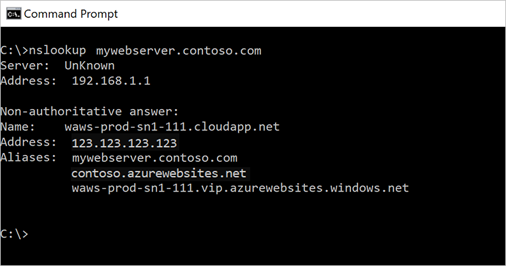 Command Prompt
C:\>nslookup mywebserver.contoso.com
Server:  UnKnown
Address:  192.168.1.1
Non-authoritative answer:
Name:    waws-prod-sn1-111.cloudapp.net
Address:  123.123.123.123
Aliases:  mywebserver.contoso.com
contoso.azurewebsites.net
waws-prod-sn1-111.vip.azurewebsites.windows.net
C:\>